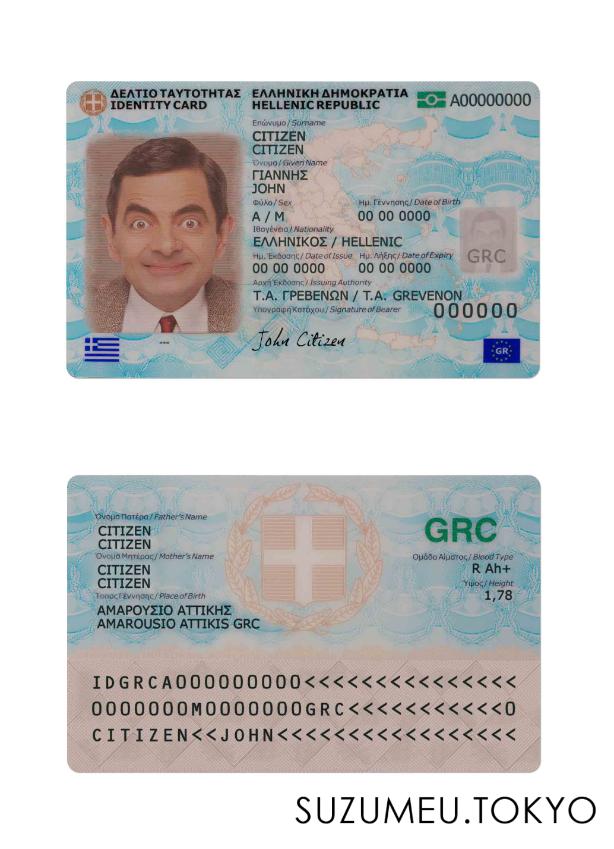 ΔΕΛΤΙΟ ΤΑΥΤΟΤΗΤΑΣ ΕΛΛΗΝΙΚΗ ΔΗΜΟΚΡΑΤΙΑ
IDENTITY CARD HELLENIC REPUBLIC A00000000
Επώνυμο / Surname
CITIZEN
CITIZEN
Όνομα / Given Name
ΓΙΑΝΝΗΣ
JOHN
Φύλο / Sex Ημ. Γέννησης / Date of Birth
Α / M 00 00 0000
Ιθαγένεια / Nationality
ΕΛΛΗΝΙΚΟΣ / HELLENIC
Ημ. Έκδοσης / Date of Issue Ημ. Λήξης / Date of Expiry
00 00 0000 00 00 0000
GRC
Αρχή Έκδοσης / Issuing Authority
Τ.Α. ΓΡΕΒΕΝΩΝ / T.A. GREVENON
Υπογραφή Κατόχου / Signature of Bearer 000000
John Citizen
GR
Όνομα Πατέρα / Father's Name
CITIZEN
CITIZEN
Όνομα Μητέρας / Mother's Name
CITIZEN
CITIZEN
Τόπος Γέννησης / Place of Birth
ΑΜΑΡΟΥΣΙΟ ΑΤΤΙΚΗΣ
AMAROUSIO ATTIKIS GRC
GRC
Ομάδα Αίματος / Blood Type
R Ah+
Ύψος / Height
1,78
IDGRCA000000000<<<<<<<<<<<<<<<
0000000M0000000GRC<<<<<<<<<<<0
CITIZEN<<JOHN<<<<<<<<<<<<<<<<<
SUZUMEU.TOKYO